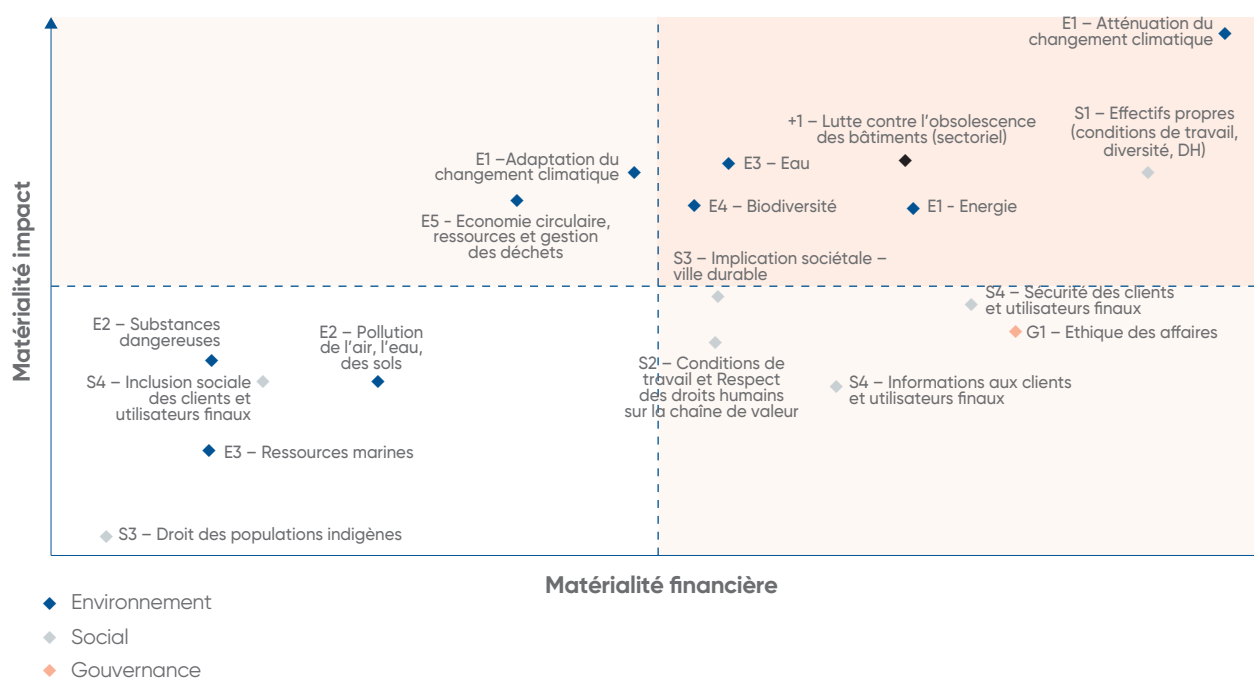 E1 – Atténuation du
changement climatique
S1 – Effectifs propres
(conditions de travail,
diversité, DH)
+1 – Lutte contre l’obsolescence
des bâtiments (sectoriel)
E1 –Adaptation du
changement climatique
E3 – Eau
E5 - Economie circulaire,
ressources et gestion
des déchets
E4 – Biodiversité
E1 - Energie
S3 – Implication sociétale –
ville durable
S4 – Sécurité des clients
et utilisateurs finaux
G1 – Ethique des affaires
E2 – Substances
dangereuses
E2 – Pollution
de l’air, l’eau,
des sols
S4 – Inclusion sociale
des clients et
utilisateurs finaux
S2 – Conditions de
travail et Respect
des droits humains
sur la chaîne de valeur
S4 – Informations aux clients
et utilisateurs finaux
E3 – Ressources marines
S3 – Droit des populations indigènes
Matérialité impact
Matérialité financière
Environnement
Social
Gouvernance